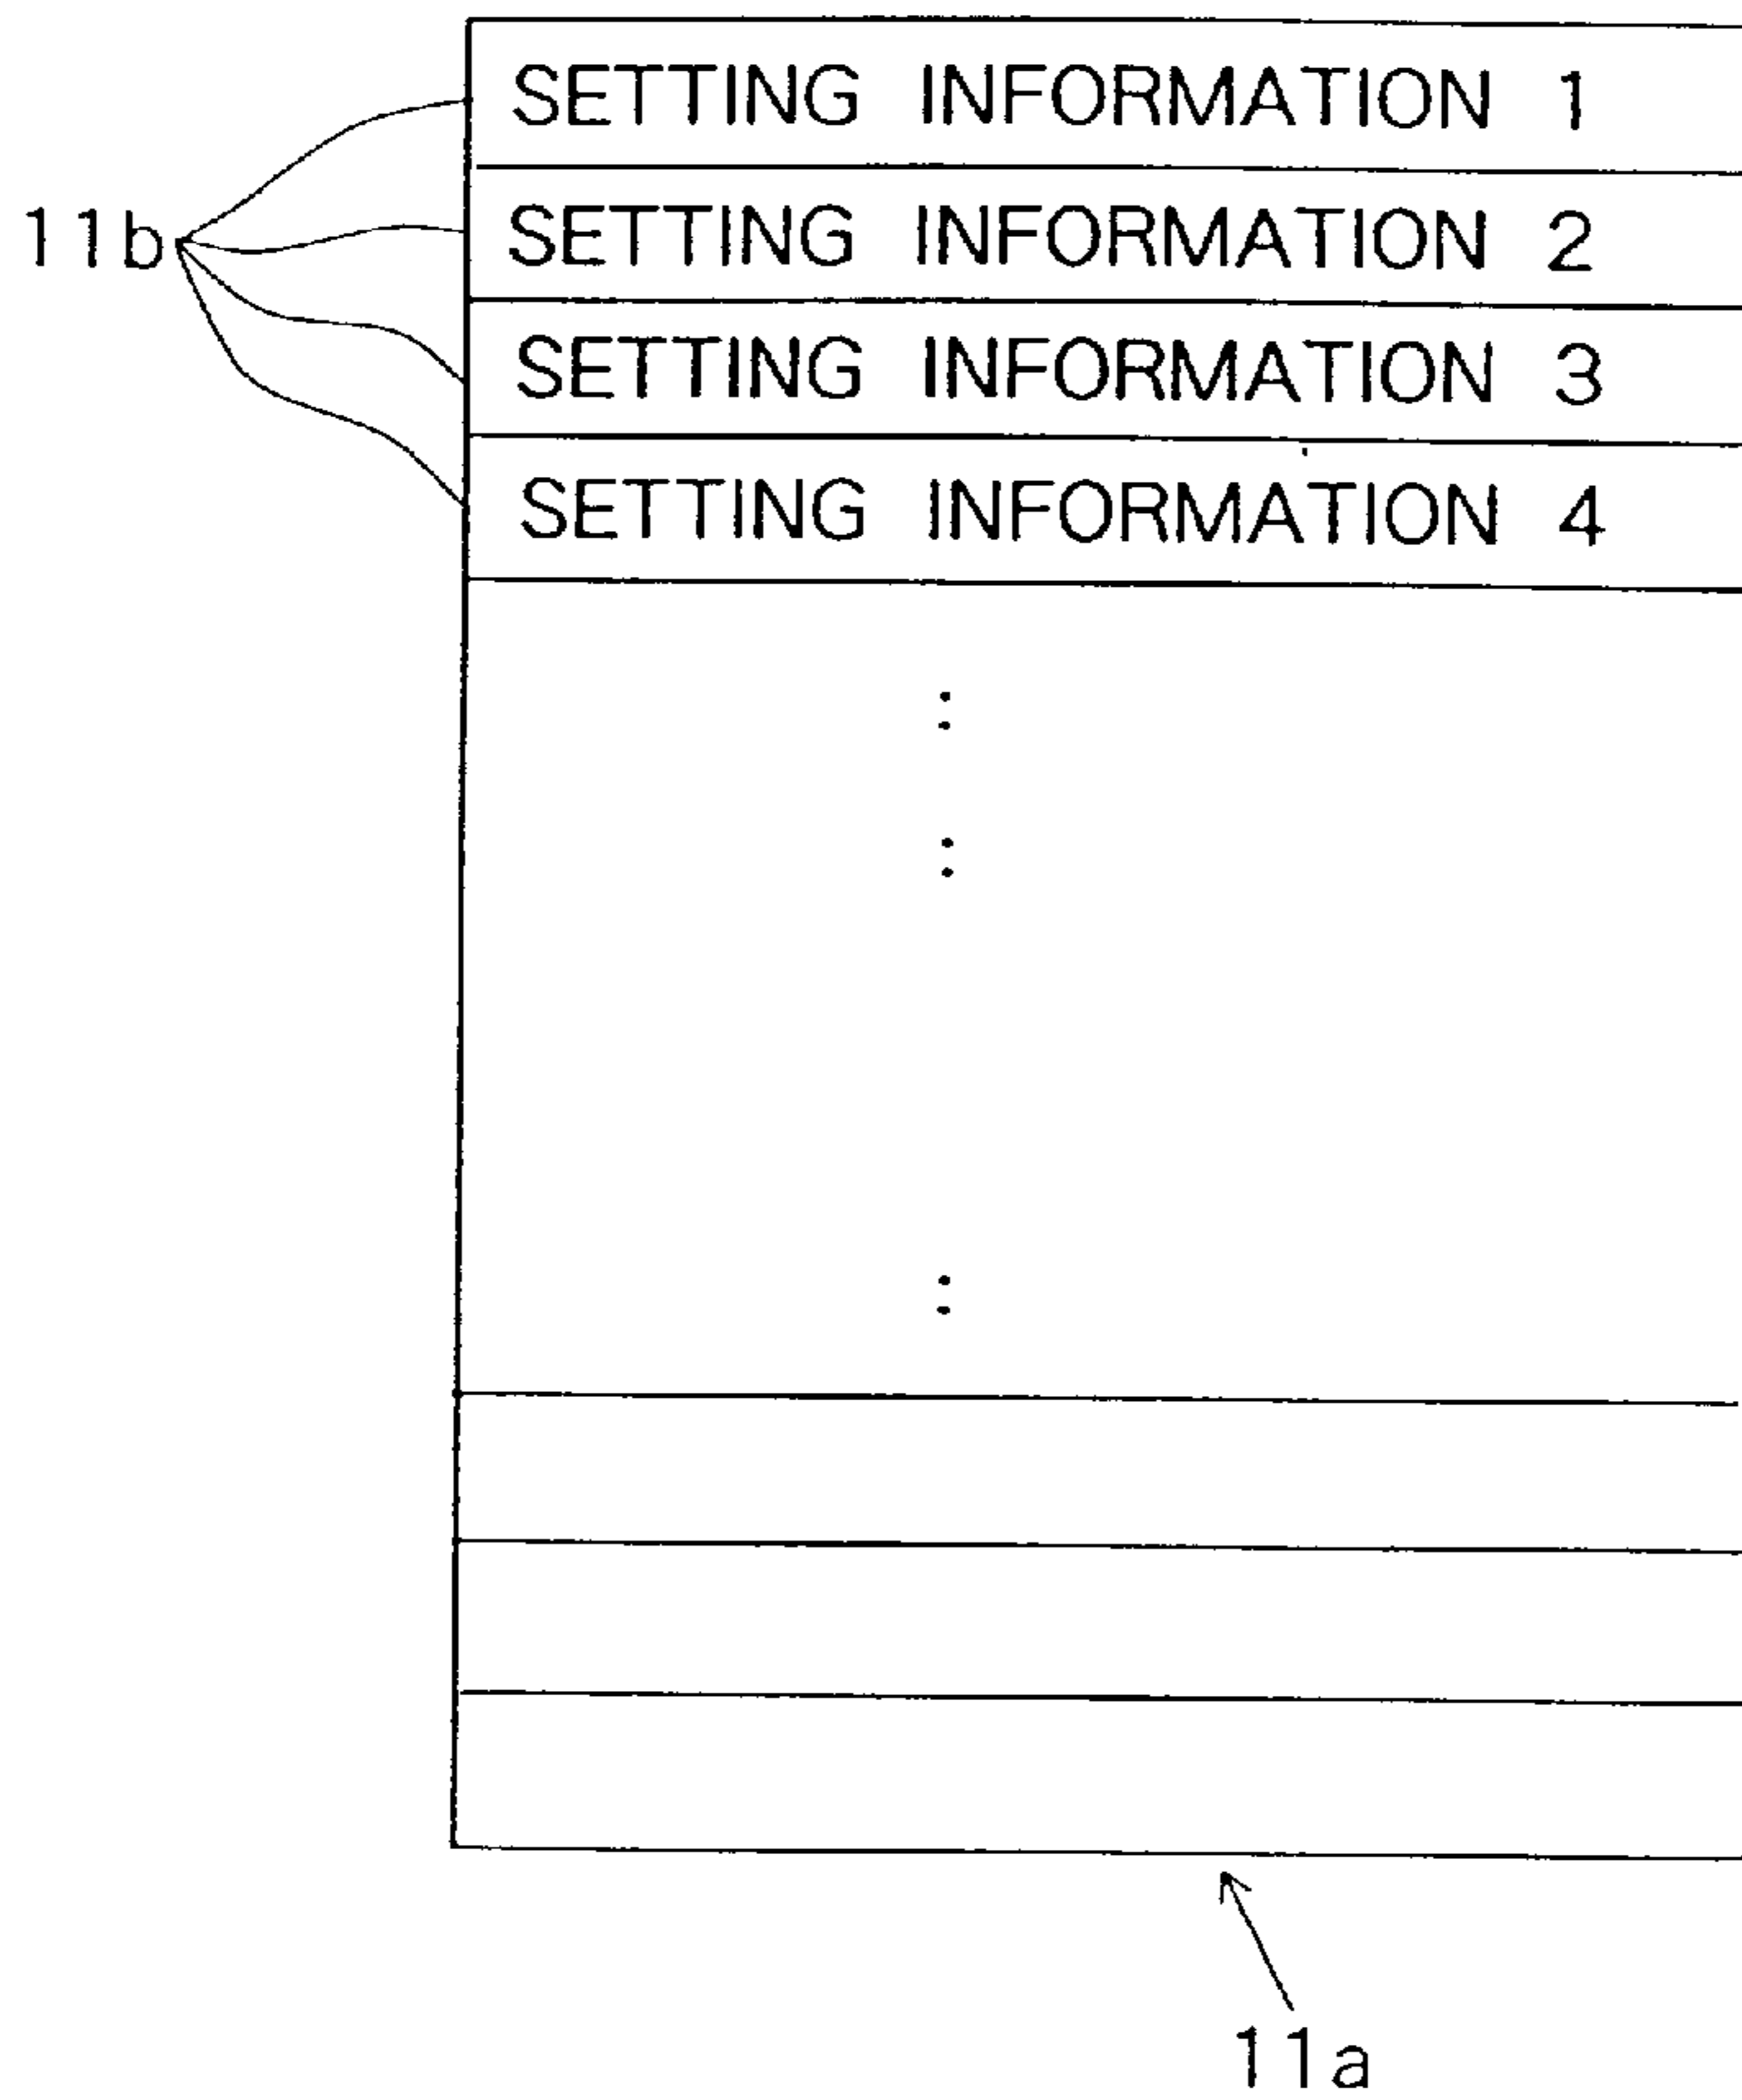 SETTING INFORMATION 1
11b
SETTING INFORMATION 2
SETTING INFORMATION 3
SETTING INFORMATION 4
11a